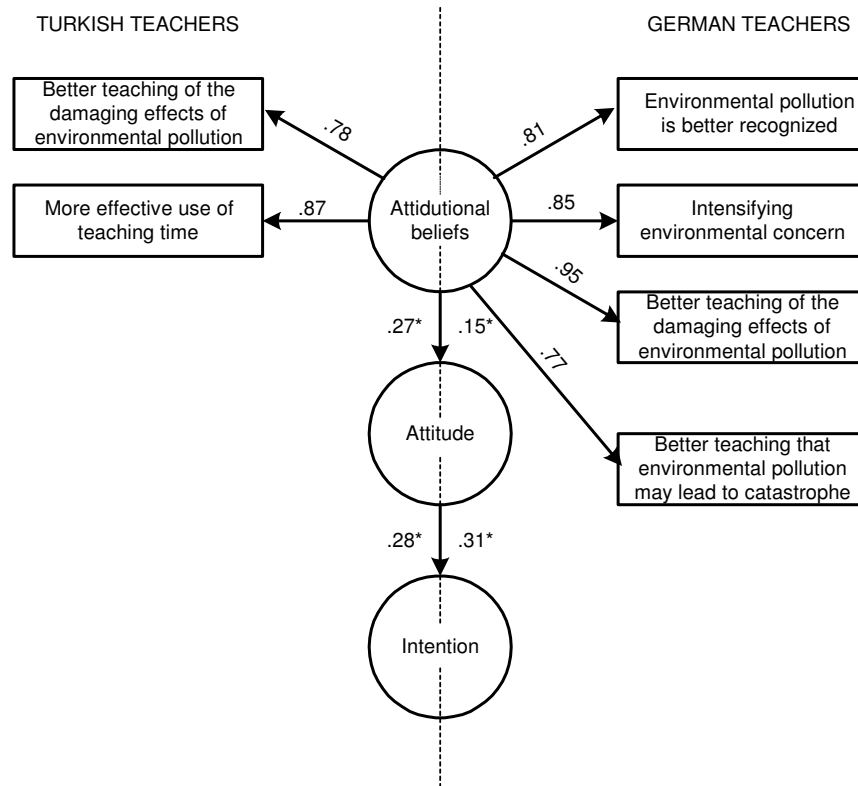 TURKISH TEACHERS
GERMAN TEACHERS
Better teaching of the
damaging effects of
environmental pollution
.78
More effective use of
teaching time
.87
Attidutional
beliefs
.81
Environmental pollution
is better recognized
.85
Intensifying
environmental concern
.95
Better teaching of the
damaging effects of
environmental pollution
.77
Better teaching that
environmental pollution
may lead to catastrophe
.27*
.15*
Attitude
.28*
.31*
Intention